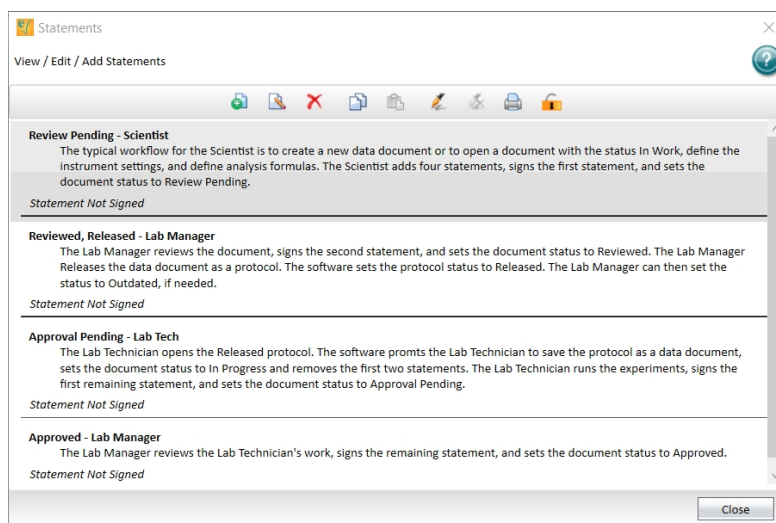 Statements
View / Edit / Add Statements
Review Pending - Scientist
The typical workflow for the Scientist is to create a new data document or to open a document with the status In Work, define the
instrument settings, and define analysis formulas. The Scientist adds four statements, signs the first statement, and sets the
document status to Review Pending.
Statement Not Signed
Reviewed, Released - Lab Manager
The Lab Manager reviews the document, signs the second statement, and sets the document status to Reviewed. The Lab Manager
Releases the data document as a protocol. The software sets the protocol status to Released. The Lab Manager can then set the
status to Outdated, if needed.
Statement Not Signed
Approval Pending - Lab Tech
The Lab Technician opens the Released protocol. The software promts the Lab Technician to save the protocol as a data document,
sets the document status to In Progress and removes the first two statements. The Lab Technician runs the experiments, signs the
first remaining statement, and sets the document status to Approval Pending.
Statement Not Signed
Approved - Lab Manager
The Lab Manager reviews the Lab Technician's work, signs the remaining statement, and sets the document status to Approved.
Statement Not Signed
Close